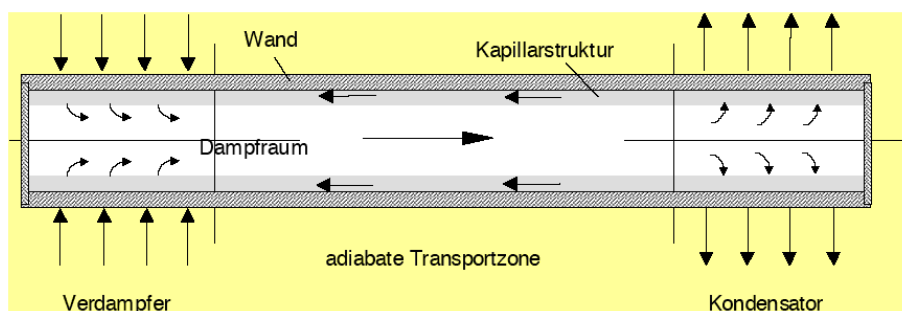 Wand
Kapillarstruktur
Dampfraum
adiabate Transportzone
Verdampfer
Kondensator